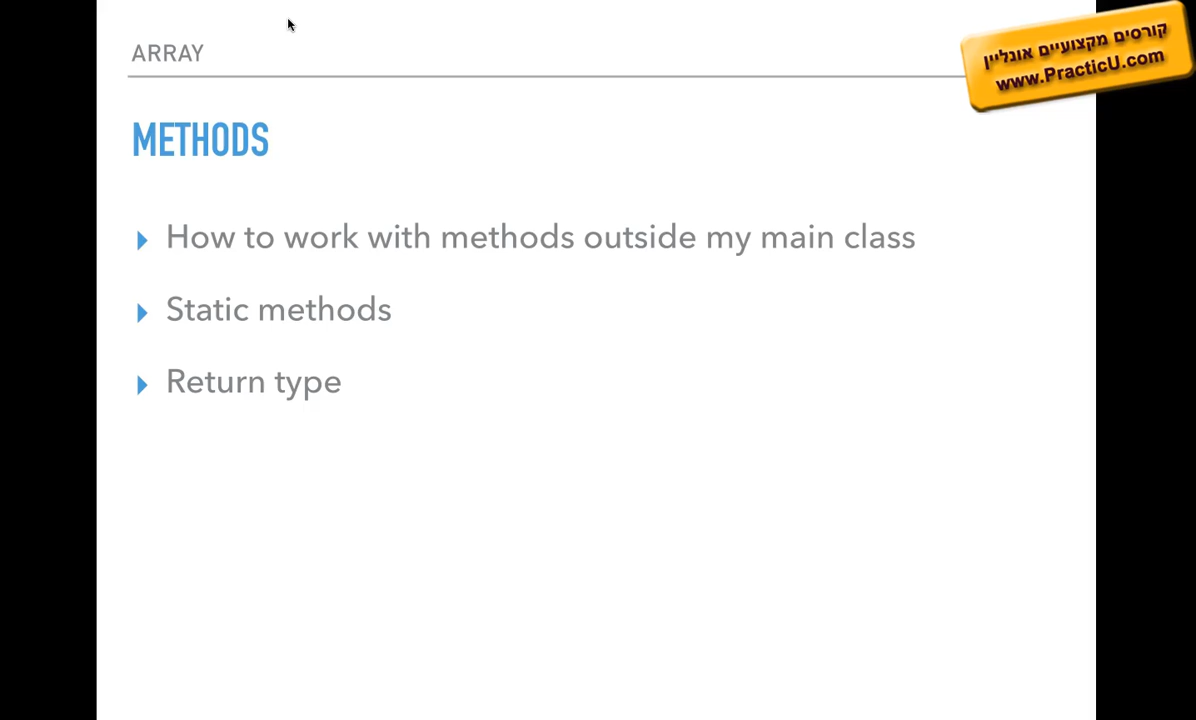 ARRAY
קורסים מקצועיים אונליין
www.PracticU.com
METHODS
How to work with methods outside my main class
Static methods
Return type